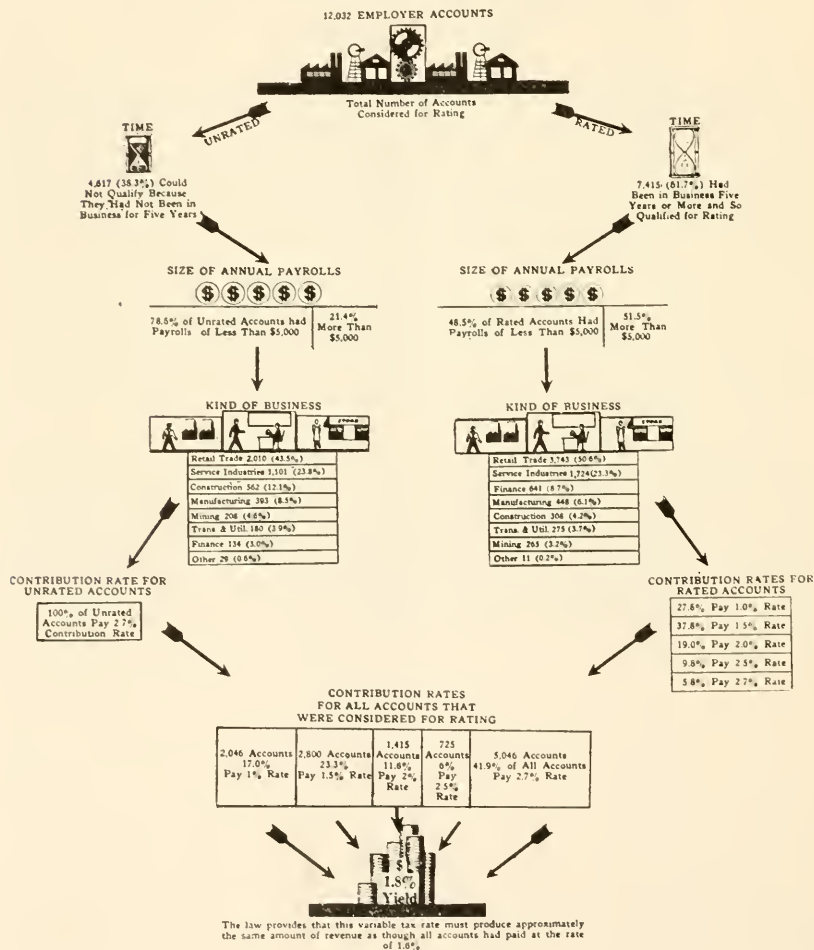 12,032 EMPLOYER ACCOUNTS
Total Number of Accounts
Considered for Rating
UNRATED
RATED
TIME
4,617 (38.3%) Could
Not Qualify Because
They Had Not Been in
Business for Five Years
TIME
7,415 (61.7%) Had
Been in Business Five
Years or More and So
Qualified for Rating
SIZE OF ANNUAL PAYROLLS
$ $ $ $ $
78.6% of Unrated Accounts had
Payrolls of Less Than $5,000
21.4%
More Than
$5,000
SIZE OF ANNUAL PAYROLLS
$ $ $ $ $
48.5% of Rated Accounts Had
Payrolls of Less Than $5,000
51.5%
More Than
$5,000
KIND OF BUSINESS
Retail Trade 2,010 (43.5%)
Service Industries 1,101 (23.8%)
Construction 562 (12.1%)
Manufacturing 393 (8.5%)
Mining 208 (4.6%)
Trans. & Util. 180 (3.9%)
Finance 134 (3.0%)
Other 29 (0.6%)
KIND OF BUSINESS
STORE
Retail Trade 3,743 (50.6%)
Service Industries 1,724 (23.3%)
Finance 641 (8.7%)
Manufacturing 448 (6.1%)
Construction 308 (4.2%)
Trans. & Util. 275 (3.7%)
Mining 265 (3.2%)
Other 11 (0.2%)
CONTRIBUTION RATE FOR
UNRATED ACCOUNTS
100% of Unrated
Accounts Pay 2.7%
Contribution Rate
CONTRIBUTION RATES FOR
RATED ACCOUNTS
27.6% Pay 1.0% Rate
37.8% Pay 1.5% Rate
19.0% Pay 2.0% Rate
9.8% Pay 2.5% Rate
5.8% Pay 2.7% Rate
CONTRIBUTION RATES
FOR ALL ACCOUNTS THAT
WERE CONSIDERED FOR RATING
2,046 Accounts
17.0%
Pay 1% Rate
2,800 Accounts
23.3%
Pay 1.5% Rate
1,415
Accounts
11.8%
Pay 2%
Rate
725
Accounts
6%
Pay
2.5%
Rate
5,046 Accounts
41.9% of All Accounts
Pay 2.7% Rate
$
1.8%
Yield
The law provides that this variable tax rate must produce approximately
the same amount of revenue as though all accounts had paid at the rate
of 1.8%